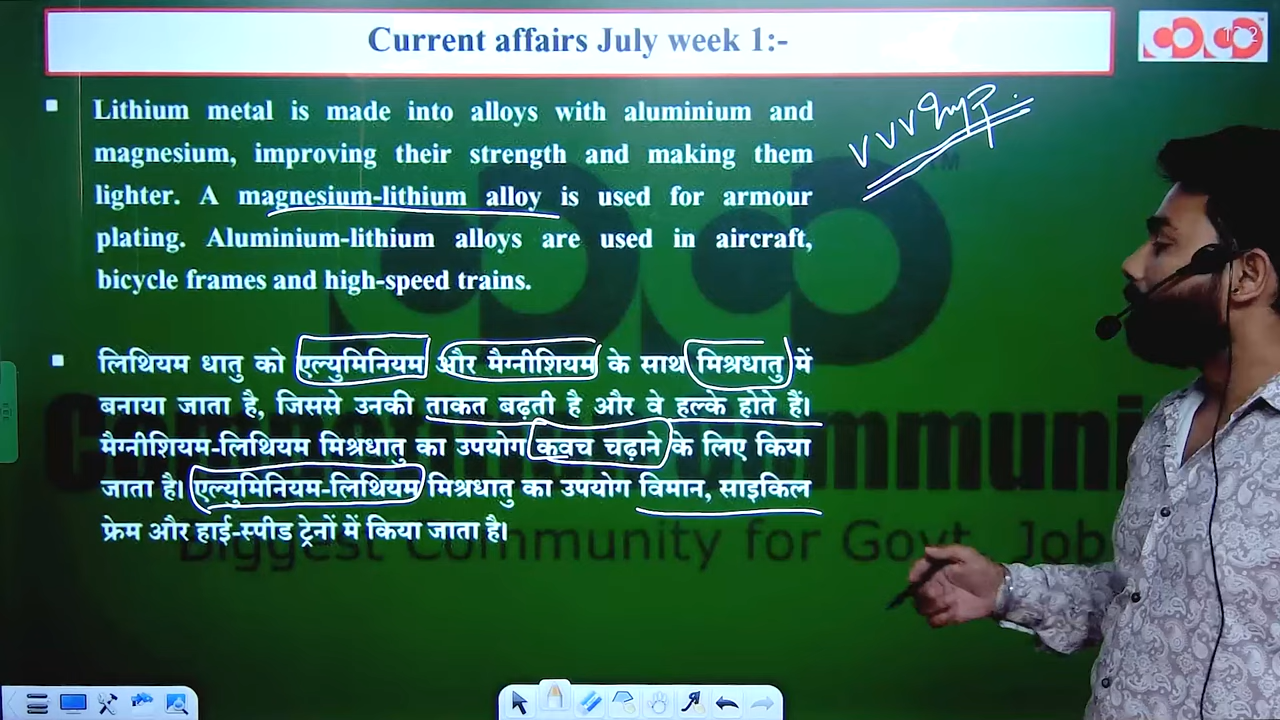 Current affairs July week 1:-
VVV Imp.
Lithium metal is made into alloys with aluminium and
magnesium, improving their strength and making them
lighter. A magnesium-lithium alloy is used for armour
plating. Aluminium-lithium alloys are used in aircraft,
bicycle frames and high-speed trains.
लिथियम धातु को एल्युमिनियम और मैग्नीशियम के साथ मिश्रधातु में
बनाया जाता है, जिससे उनकी ताकत बढ़ती है और वे हल्के होते हैं।
मैग्नीशियम-लिथियम मिश्रधातु का उपयोग कवच चढ़ाने के लिए किया
जाता है। एल्युमिनियम-लिथियम मिश्रधातु का उपयोग विमान, साइकिल
फ्रेम और हाई-स्पीड ट्रेनों में किया जाता है।
Biggest Community for Govt. Job